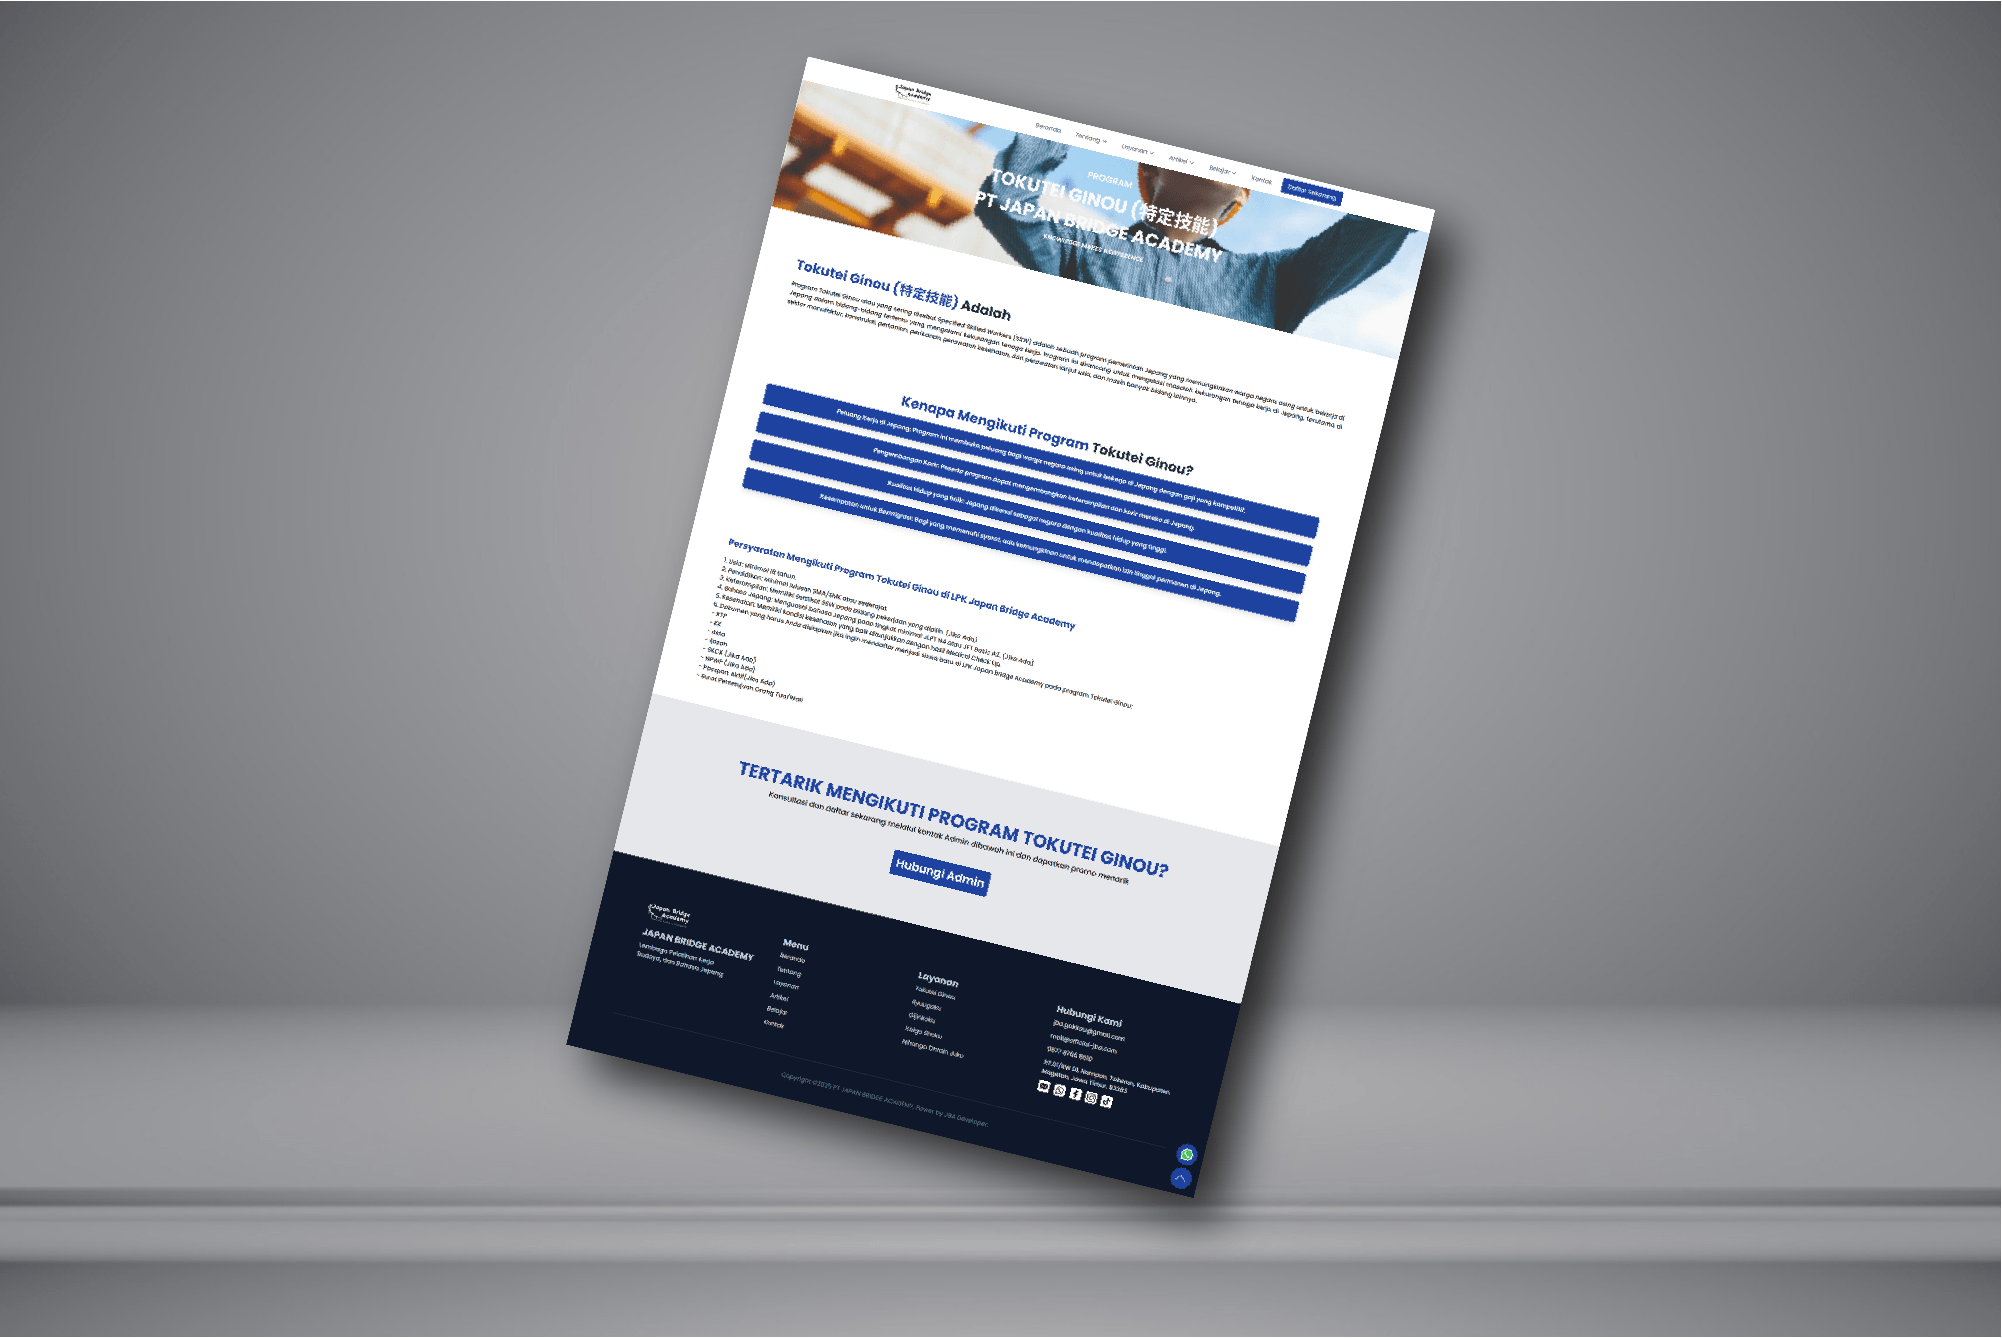 Japan Bridge
Academy
Beranda
Tentang
Layanan
Artikel
Belajar
Kontak
Daftar Sekarang
PROGRAM
TOKUTEI GINOU (特定技能)
PT JAPAN BRIDGE ACADEMY
KNOWLEDGE MAKES A DIFFERENCE
Tokutei Ginou (特定技能) Adalah
Program Tokutei Ginou atau yang sering disebut Specified Skilled Workers (SSW) adalah sebuah program pemerintah Jepang yang memungkinkan warga negara asing untuk bekerja di
Jepang dalam bidang-bidang tertentu yang mengalami kekurangan tenaga kerja. Program ini dirancang untuk mengatasi masalah kekurangan tenaga kerja di Jepang, terutama di
sektor manufaktur, konstruksi, pertanian, perikanan, perawatan kesehatan, dan perawatan lanjut usia, dan masih banyak bidang lainnya.
Kenapa Mengikuti Program Tokutei Ginou?
Peluang Kerja di Jepang: Program ini membuka peluang bagi warga negara asing untuk bekerja di Jepang dengan gaji yang kompetitif.
Pengembangan Karir: Peserta program dapat mengembangkan keterampilan dan karir mereka di Jepang.
Kualitas Hidup yang Baik: Jepang dikenal sebagai negara dengan kualitas hidup yang tinggi.
Kesempatan untuk Bermigrasi: Bagi yang memenuhi syarat, ada kemungkinan untuk mendapatkan izin tinggal permanen di Jepang.
Persyaratan Mengikuti Program Tokutei Ginou di LPK Japan Bridge Academy
1. Usia: Minimal 18 tahun.
2. Pendidikan: Minimal lulusan SMA/SMK atau sederajat.
3. Keterampilan: Memiliki Sertifikat SSW pada bidang pekerjaan yang dipilih. (Jika Ada)
4. Bahasa Jepang: Menguasai bahasa Jepang pada tingkat minimal JLPT N4 atau JFT Basic A2. (Jika Ada)
5. Kesehatan: Memiliki kondisi kesehatan yang baik ditunjukkan dengan hasil Medical Check Up.
6. Dokumen yang harus Anda disiapkan jika ingin mendaftar menjadi siswa baru di LPK Japan Bridge Academy pada program Tokutei Ginou:
- KTP
- KK
- Akta
- Ijazah
- SKCK (Jika Ada)
- NPWP (Jika Ada)
- Passport Aktif(Jika Ada)
- Surat Persetujuan Orang Tua/Wali
TERTARIK MENGIKUTI PROGRAM TOKUTEI GINOU?
Konsultasi dan daftar sekarang melalui kontak Admin dibawah ini dan dapatkan promo menarik
Hubungi Admin
Japan Bridge
Academy
JAPAN BRIDGE ACADEMY
Lembaga Pelatihan Kerja
Budaya, dan Bahasa Jepang
Menu
Beranda
Tentang
Layanan
Artikel
Belajar
Kontak
Layanan
Tokutei Ginou
Ryuugaku
Gijinkoku
Kaigo Shoku
Nihongo Dintain Juku
Hubungi Kami
jba.gakkou@gmail.com
mail@official-jba.com
RT.01/RW.01, Nampan, Takeran, Kabupaten
Magetan, Jawa Timur. 63383
Copyright ©2025 PT JAPAN BRIDGE ACADEMY. Power by JBA Developer.